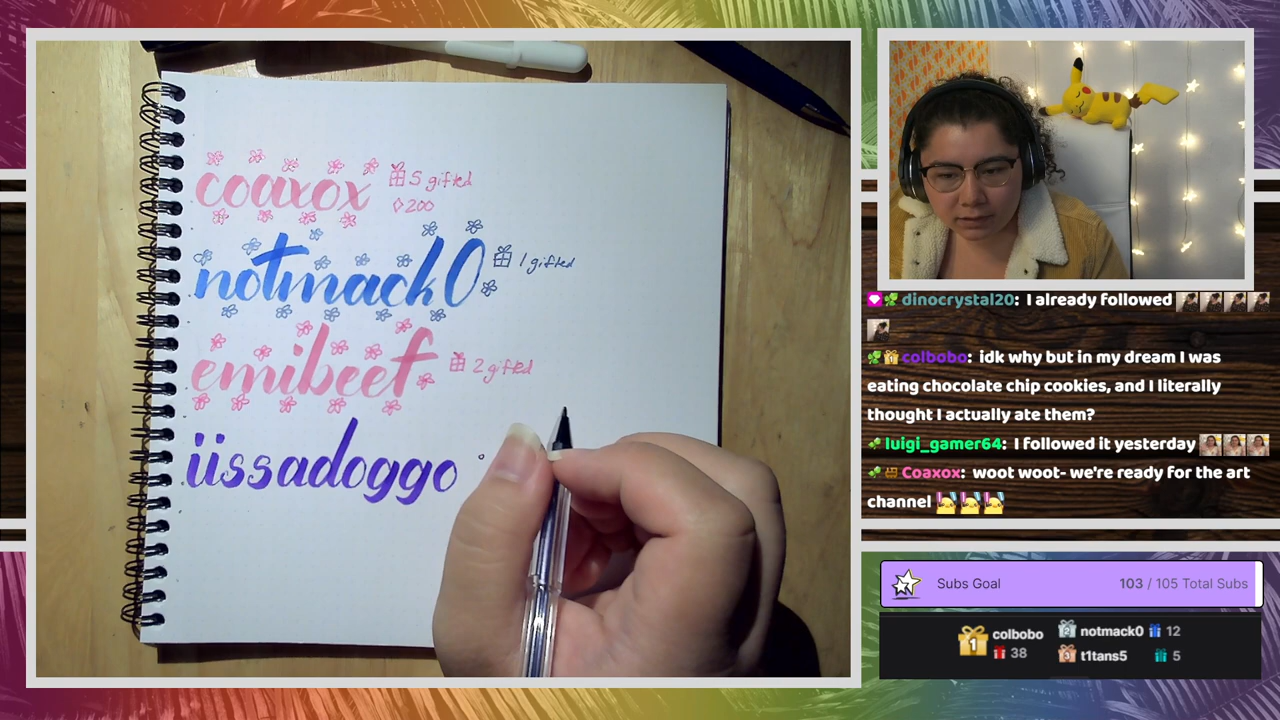 coaxox 5 gifted
200
notmack0 1 gifted
emibeef 2 gifted
iissadoggo
dinocrystal20: I already followed
colbobo: idk why but in my dream I was
eating chocolate chip cookies, and I literally
thought I actually ate them?
luigi_gamer64: I followed it yesterday
Coaxox: woot woot- we're ready for the art
channel
Subs Goal 103 / 105 Total Subs
1 colbobo 38
2 notmack0 12
3 t1tans5 5